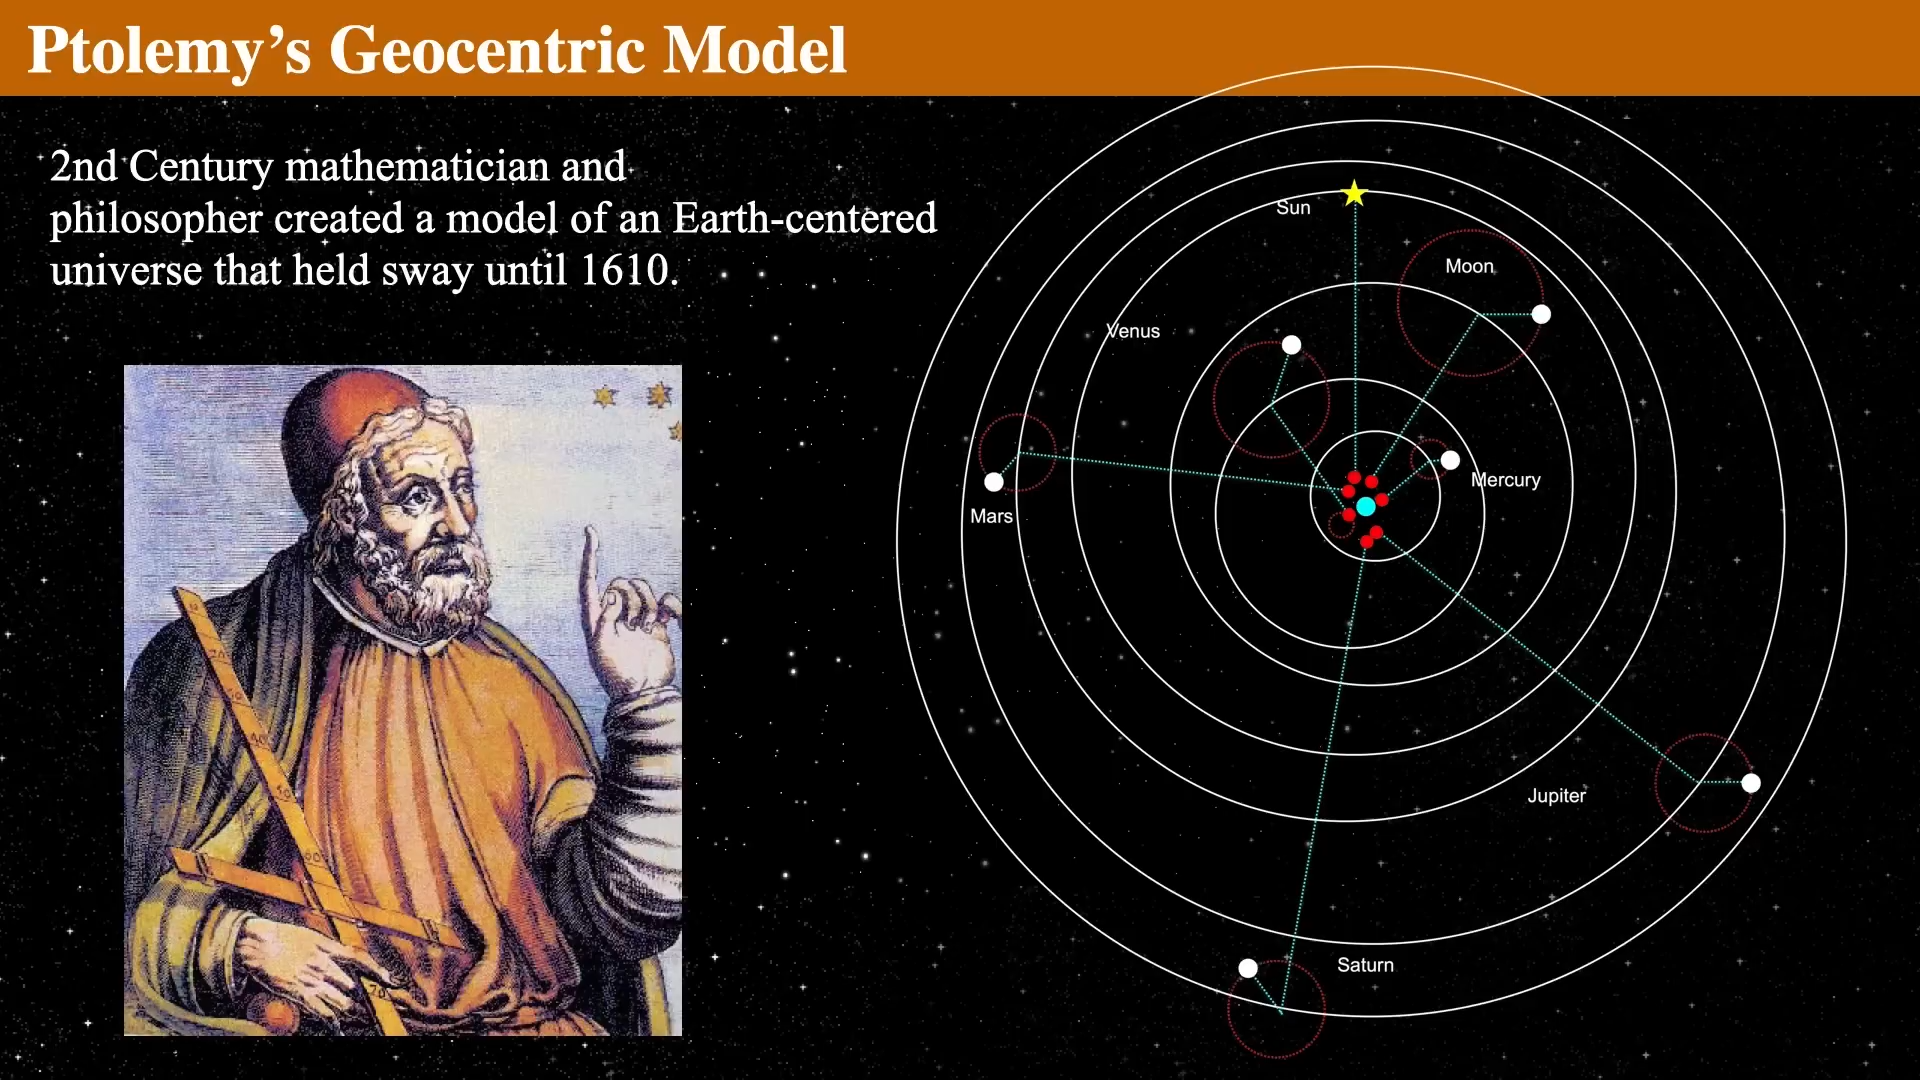 Ptolemy’s Geocentric Model
2nd Century mathematician and
philosopher created a model of an Earth-centered
universe that held sway until 1610.
Sun
Moon
Venus
Mercury
Mars
Jupiter
Saturn